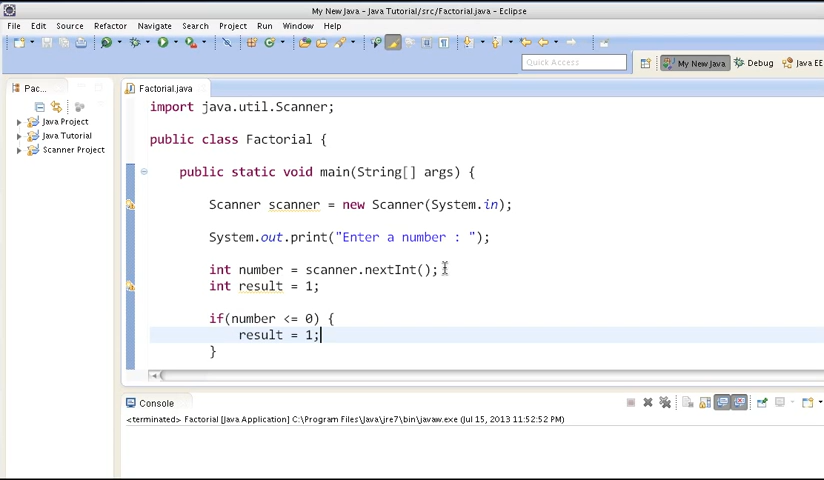 My New Java - Java Tutorial/src/Factorial.java - Eclipse
File Edit Source Refactor Navigate Search Project Run Window Help
Quick Access
My New Java
Debug
Java EE
Pac...
Java Project
Java Tutorial
Scanner Project
Factorial.java
import java.util.Scanner;
public class Factorial {
public static void main(String[] args) {
Scanner scanner = new Scanner(System.in);
System.out.print("Enter a number : ");
int number = scanner.nextInt();
int result = 1;
if(number <= 0) {
result = 1;
}
Console
<terminated> Factorial [Java Application] C:\Program Files\Java\jre7\bin\javaw.exe (Jul 15, 2013 11:52:52 PM)